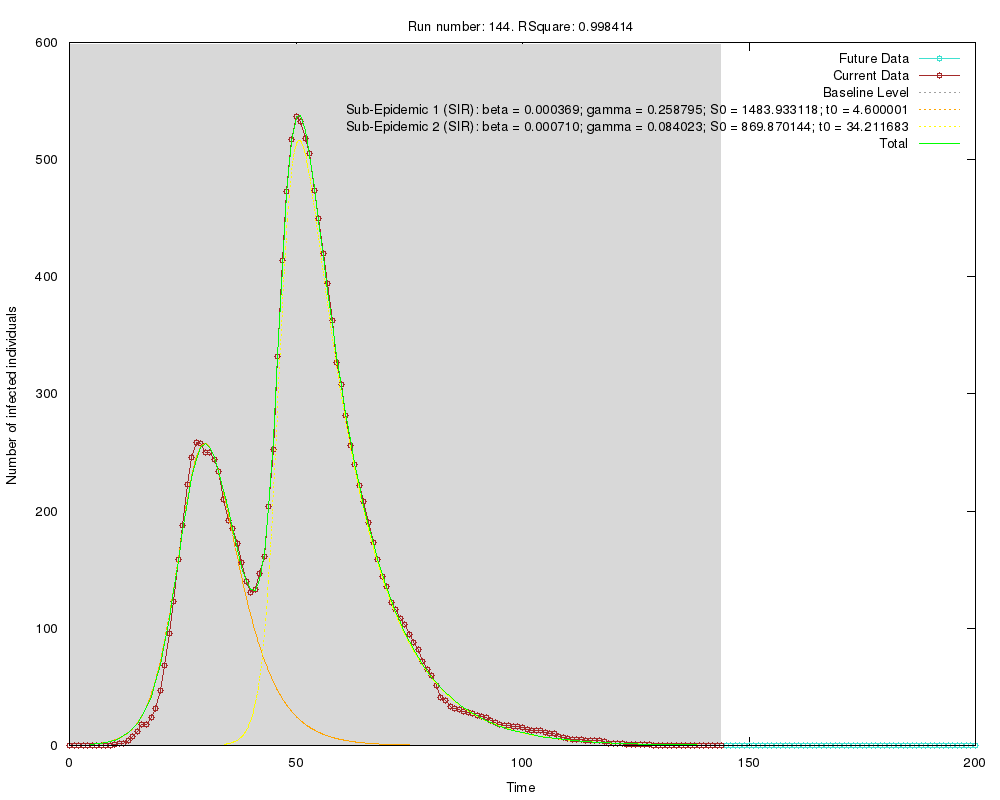 Run number: 144. RSquare: 0.998414
600
Future Data
Current Data
Baseline Level
Sub-Epidemic 1 (SIR): beta = 0.000369; gamma = 0.258795; S0 = 1483.933118; t0 = 4.600001
Sub-Epidemic 2 (SIR): beta = 0.000710; gamma = 0.084023; S0 = 869.870144; t0 = 34.211683
Total
500
400
300
200
100
0
Number of infected individuals
0 50 100 150 200
Time